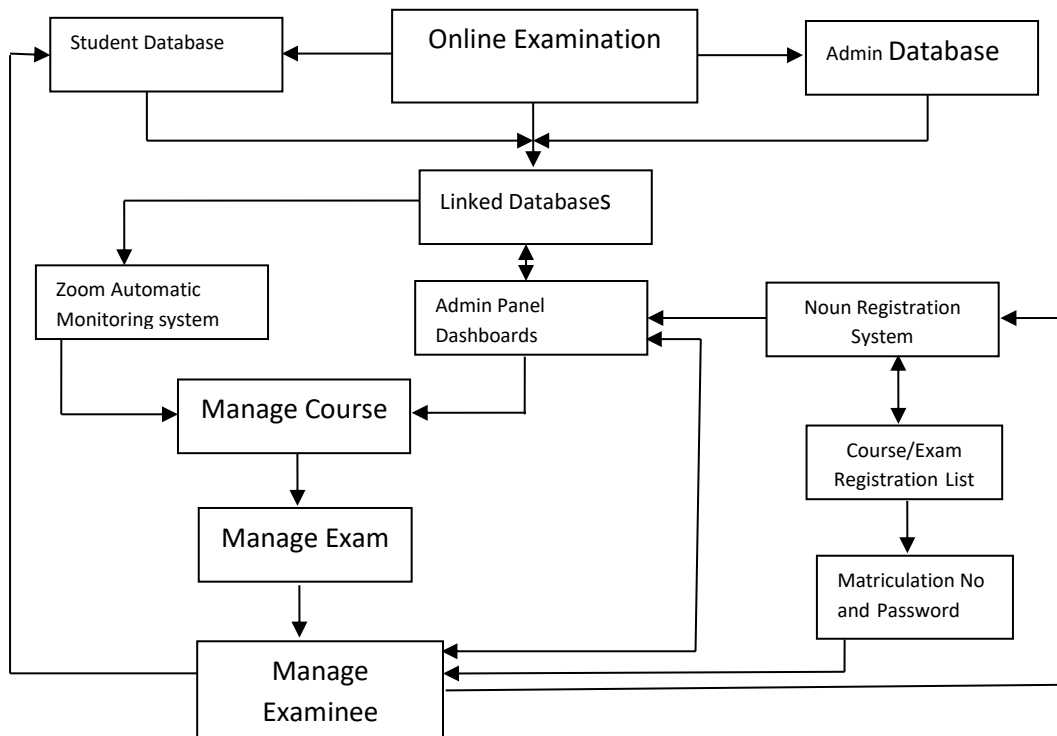 Student Database
Online Examination
Admin Database
Linked Databases
Zoom Automatic
Monitoring system
Admin Panel
Dashboards
Noun Registration
System
Manage Course
Course/Exam
Registration List
Manage Exam
Matriculation No
and Password
Manage
Examinee